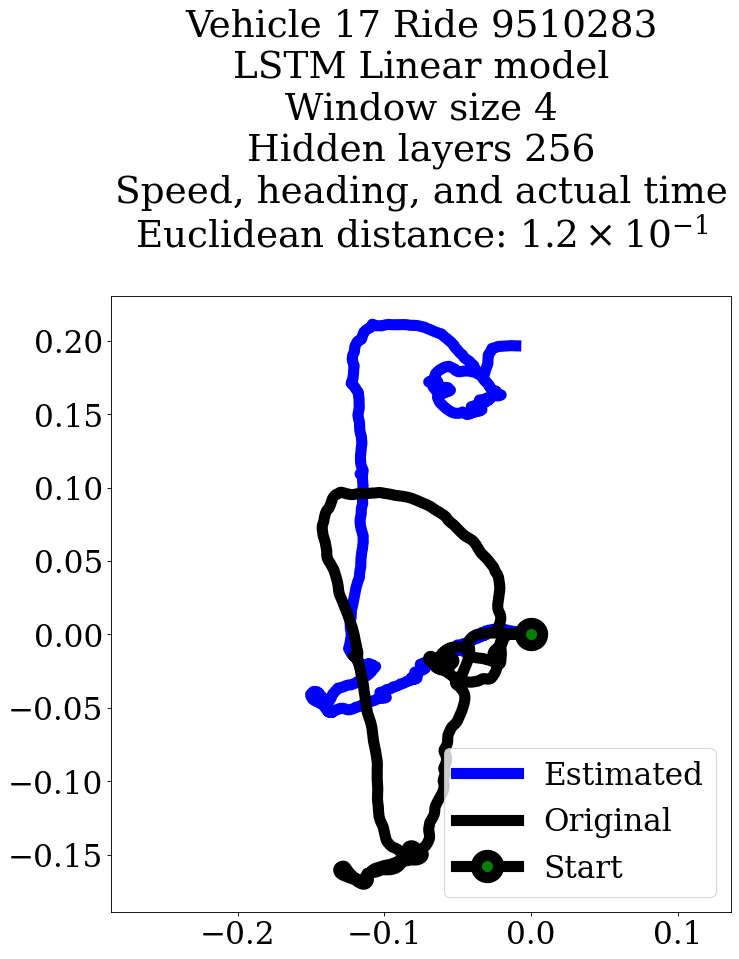 Vehicle 17 Ride 9510283
LSTM Linear model
Window size 4
Hidden layers 256
Speed, heading, and actual time
Euclidean distance: 1.2 × 10⁻¹
0.20
0.15
0.10
0.05
0.00
−0.05
−0.10
−0.15
−0.2 −0.1 0.0 0.1
Estimated
Original
Start